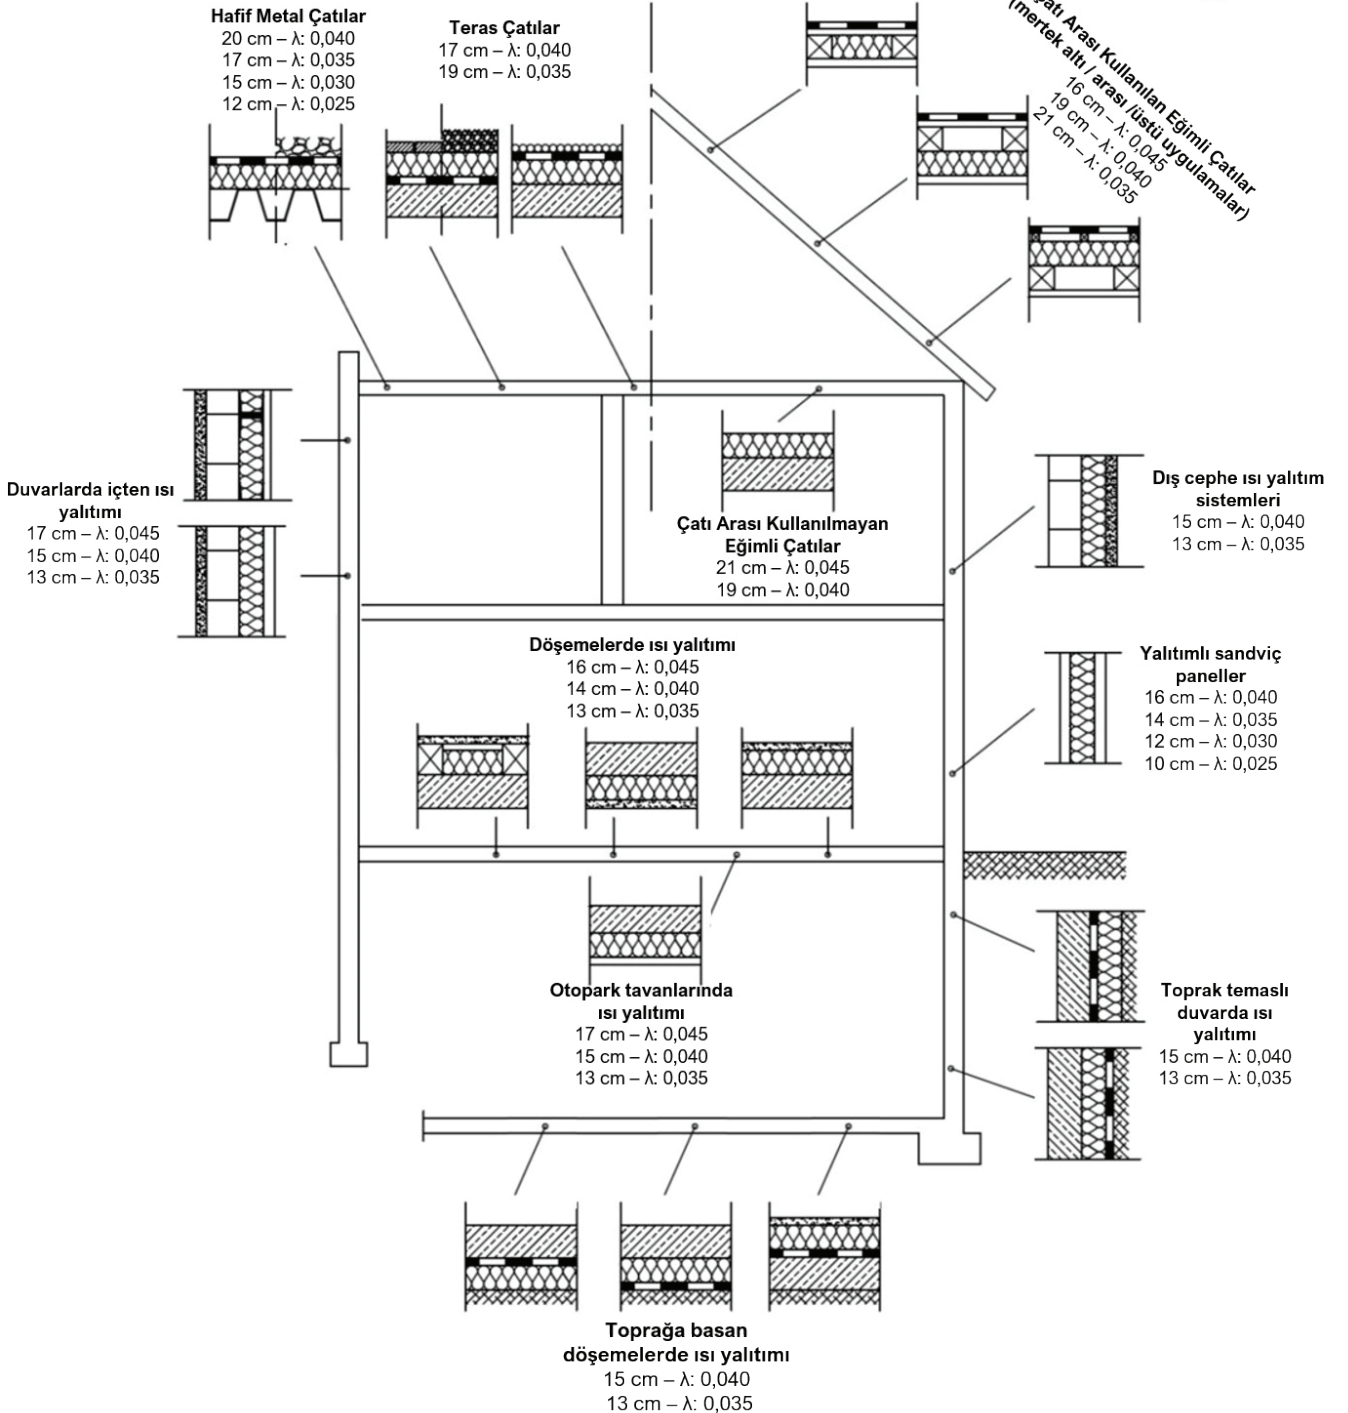 Hafif Metal Çatılar
20 cm – λ: 0,040
17 cm – λ: 0,035
15 cm – λ: 0,030
12 cm – λ: 0,025
Teras Çatılar
17 cm – λ: 0,040
19 cm – λ: 0,035
Çatı Arası Kullanılan Eğimli Çatılar
(mertek altı / arası /üstü uygulamalar)
16 cm – λ: 0,045
19 cm – λ: 0,040
21 cm – λ: 0,035
Duvarlarda içten ısı
yalıtımı
17 cm – λ: 0,045
15 cm – λ: 0,040
13 cm – λ: 0,035
Çatı Arası Kullanılmayan
Eğimli Çatılar
21 cm – λ: 0,045
19 cm – λ: 0,040
Dış cephe ısı yalıtım
sistemleri
15 cm – λ: 0,040
13 cm – λ: 0,035
Döşemelerde ısı yalıtımı
16 cm – λ: 0,045
14 cm – λ: 0,040
13 cm – λ: 0,035
Yalıtımlı sandviç
paneller
16 cm – λ: 0,040
14 cm – λ: 0,035
12 cm – λ: 0,030
10 cm – λ: 0,025
Otopark tavanlarında
ısı yalıtımı
17 cm – λ: 0,045
15 cm – λ: 0,040
13 cm – λ: 0,035
Toprak temaslı
duvarda ısı
yalıtımı
15 cm – λ: 0,040
13 cm – λ: 0,035
Toprağa basan
döşemelerde ısı yalıtımı
15 cm – λ: 0,040
13 cm – λ: 0,035